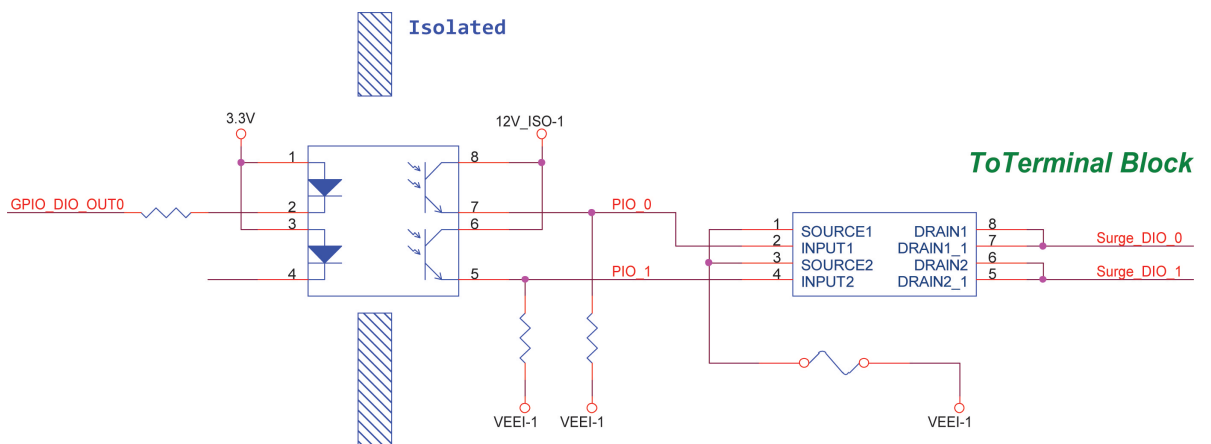 Isolated
3.3V
12V_ISO-1
ToTerminal Block
1
8
GPIO_DIO_OUT0
2
7
PIO_0
3
6
4
5
PIO_1
1 SOURCE1 DRAIN1 8
2 INPUT1 DRAIN1_1 7
3 SOURCE2 DRAIN2 6
4 INPUT2 DRAIN2_1 5
Surge_DIO_0
Surge_DIO_1
VEEI-1
VEEI-1
VEEI-1